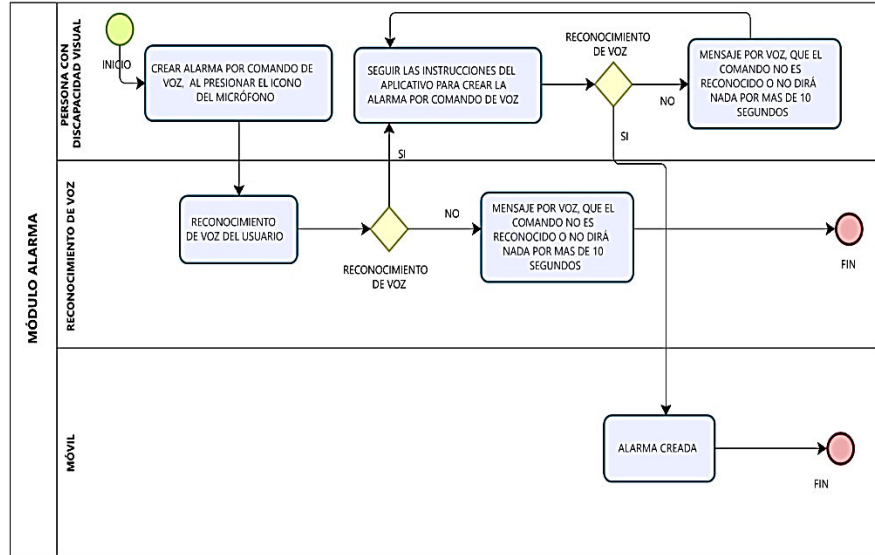 MÓDULO ALARMA
PERSONA CON
DISCAPACIDAD VISUAL
INICIO
CREAR ALARMA POR COMANDO DE
VOZ, AL PRESIONAR EL ICONO
DEL MICRÓFONO
SEGUIR LAS INSTRUCCIONES DEL
APLICATIVO PARA CREAR LA
ALARMA POR COMANDO DE VOZ
RECONOCIMIENTO
DE VOZ
NO
SI
MENSAJE POR VOZ, QUE EL
COMANDO NO ES
RECONOCIDO O NO DIRÁ
NADA POR MAS DE 10
SEGUNDOS
RECONOCIMIENTO DE VOZ
RECONOCIMIENTO
DE VOZ DEL USUARIO
SI
NO
RECONOCIMIENTO
DE VOZ
MENSAJE POR VOZ, QUE EL
COMANDO NO ES
RECONOCIDO O NO DIRÁ
NADA POR MAS DE 10
SEGUNDOS
FIN
MÓVIL
ALARMA CREADA
FIN